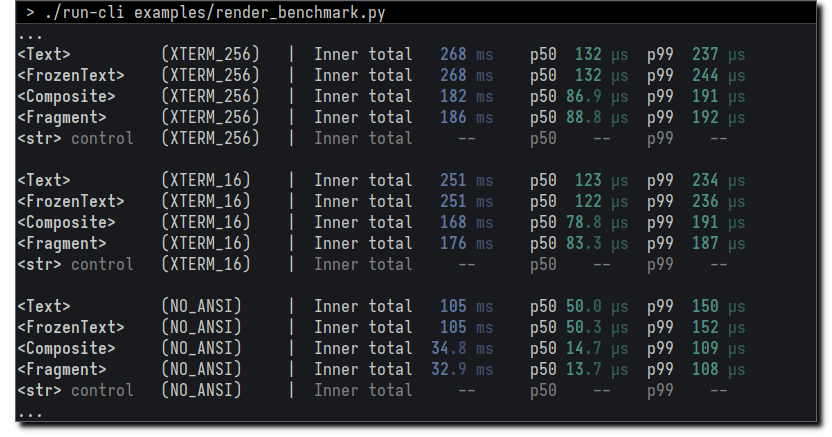 > ./run-cli examples/render_benchmark.py
...
<Text> (XTERM_256) | Inner total 268 ms p50 132 µs p99 237 µs
<FrozenText> (XTERM_256) | Inner total 268 ms p50 132 µs p99 244 µs
<Composite> (XTERM_256) | Inner total 182 ms p50 86.9 µs p99 191 µs
<Fragment> (XTERM_256) | Inner total 186 ms p50 88.8 µs p99 192 µs
<str> control (XTERM_256) | Inner total -- p50 -- p99 --
<Text> (XTERM_16) | Inner total 251 ms p50 123 µs p99 234 µs
<FrozenText> (XTERM_16) | Inner total 251 ms p50 122 µs p99 236 µs
<Composite> (XTERM_16) | Inner total 168 ms p50 78.8 µs p99 191 µs
<Fragment> (XTERM_16) | Inner total 176 ms p50 83.3 µs p99 187 µs
<str> control (XTERM_16) | Inner total -- p50 -- p99 --
<Text> (NO_ANSI) | Inner total 105 ms p50 50.0 µs p99 150 µs
<FrozenText> (NO_ANSI) | Inner total 105 ms p50 50.3 µs p99 152 µs
<Composite> (NO_ANSI) | Inner total 34.8 ms p50 14.7 µs p99 109 µs
<Fragment> (NO_ANSI) | Inner total 32.9 ms p50 13.7 µs p99 108 µs
<str> control (NO_ANSI) | Inner total -- p50 -- p99 --
...